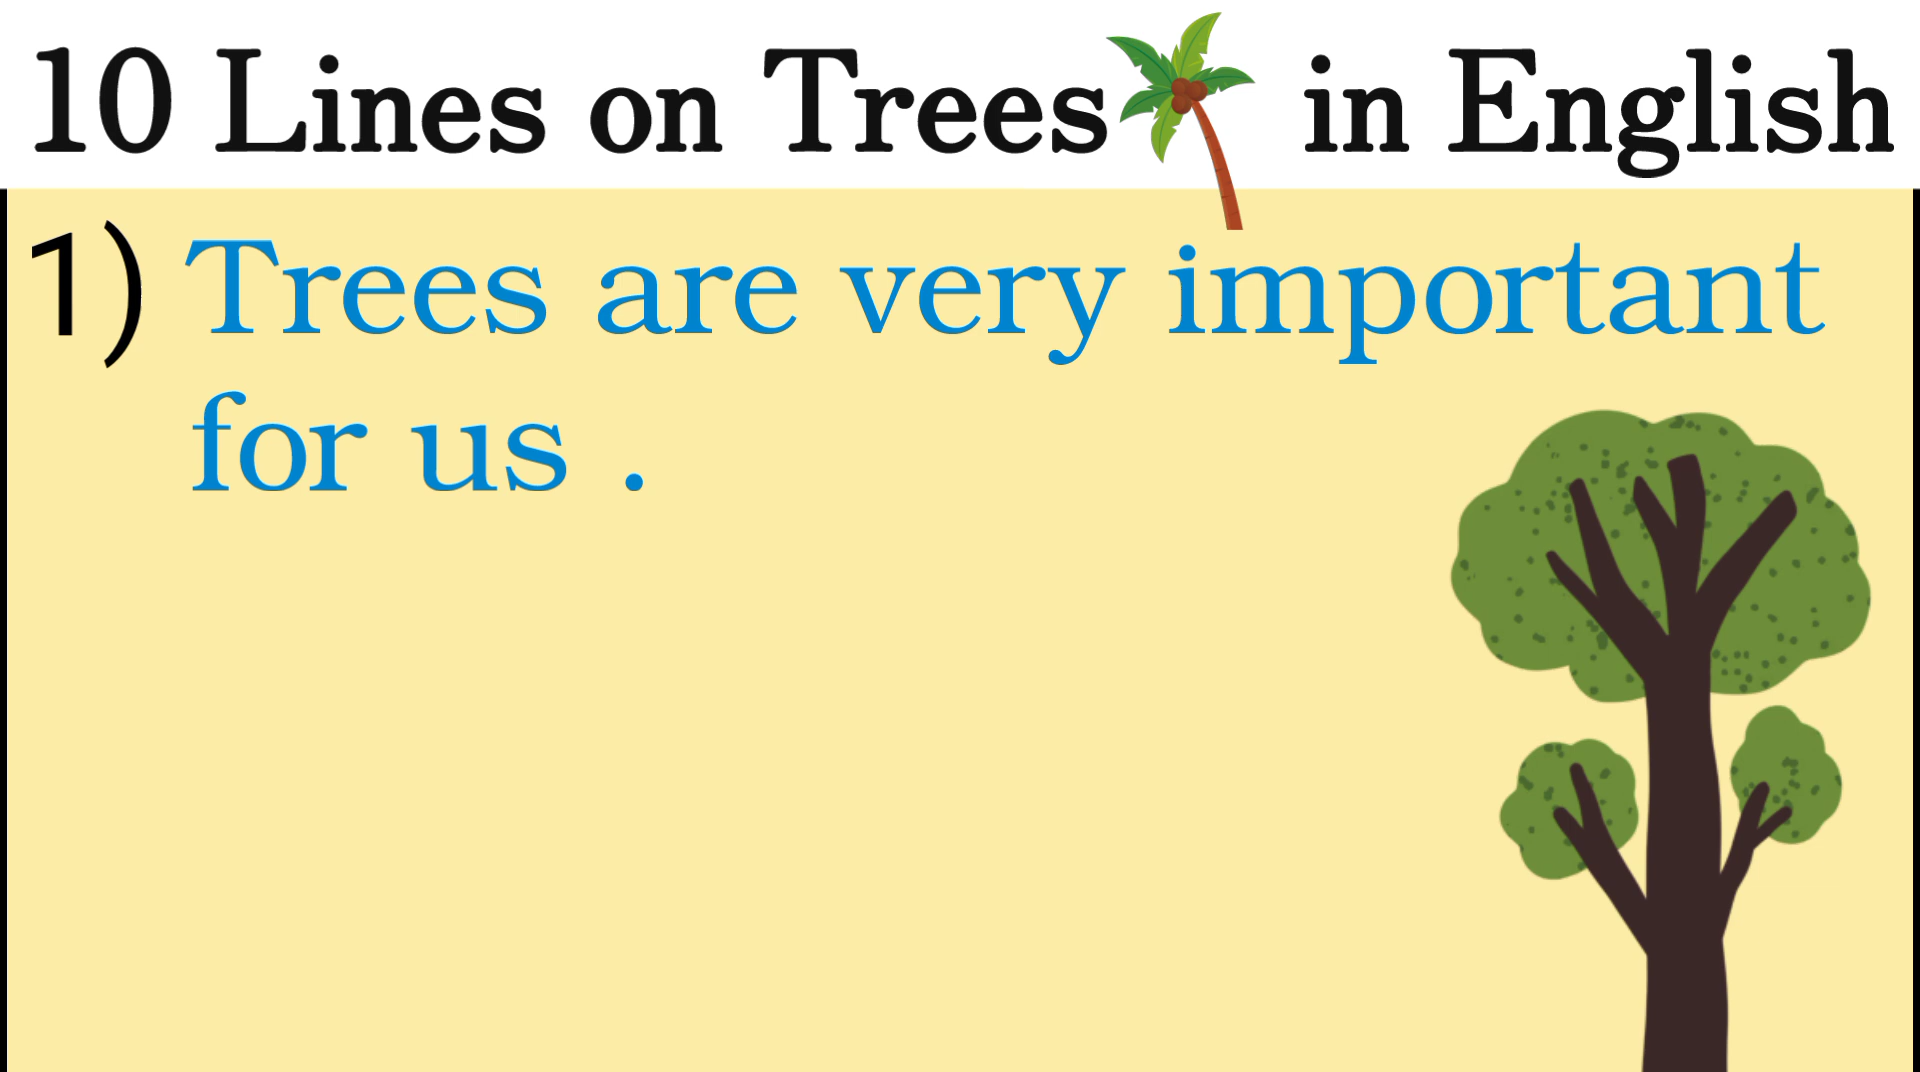 10 Lines on Trees in English
1) Trees are very important
for us .